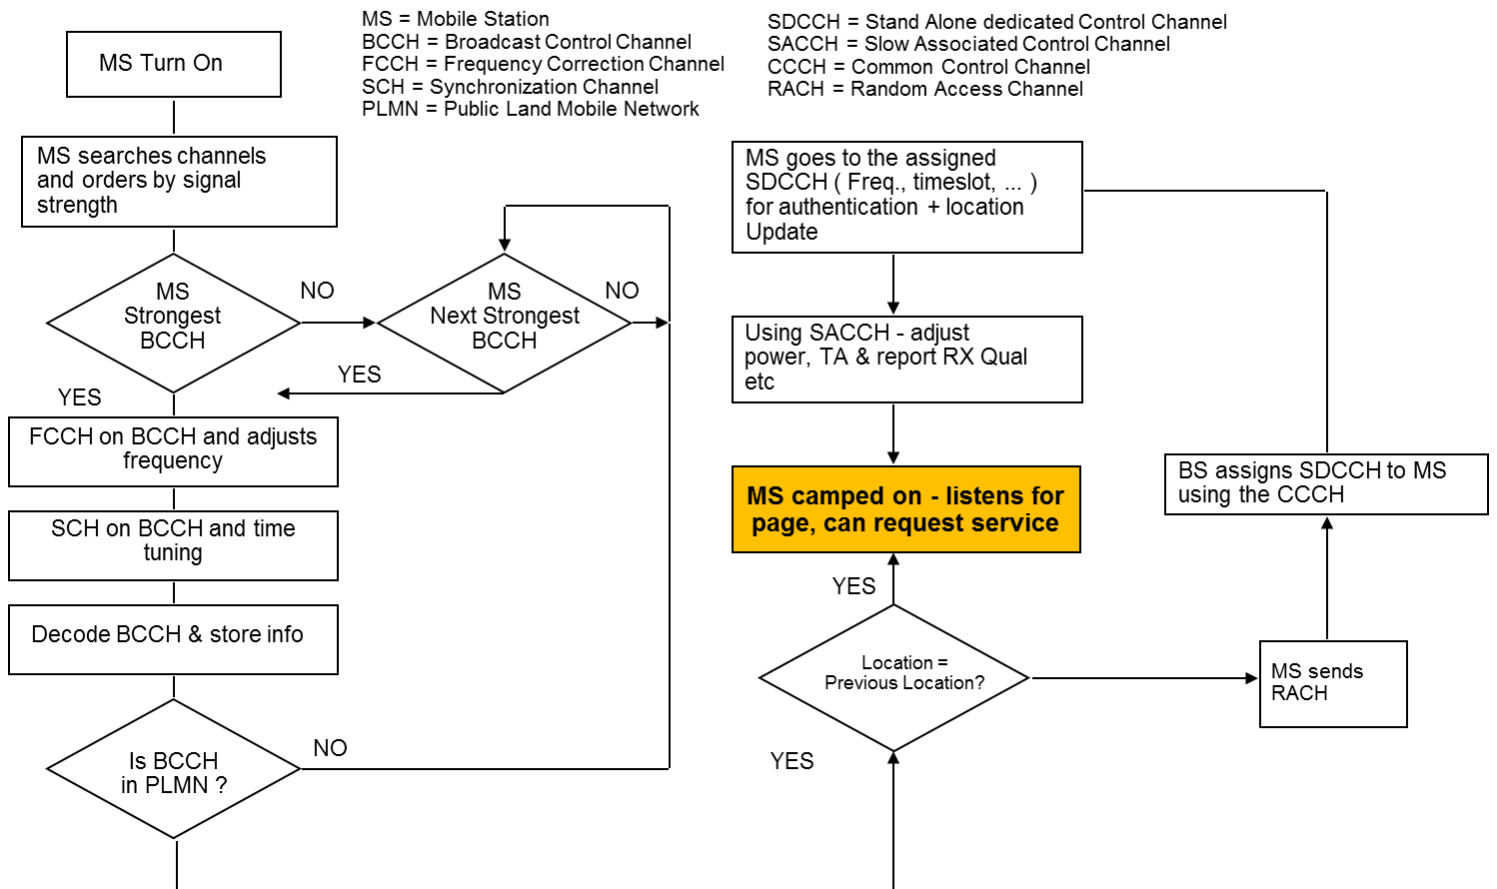 MS = Mobile Station
BCCH = Broadcast Control Channel
FCCH = Frequency Correction Channel
SCH = Synchronization Channel
PLMN = Public Land Mobile Network
SDCCH = Stand Alone dedicated Control Channel
SACCH = Slow Associated Control Channel
CCCH = Common Control Channel
RACH = Random Access Channel
MS Turn On
MS searches channels
and orders by signal
strength
MS
Strongest
BCCH
NO
MS
Next Strongest
BCCH
NO
YES
YES
FCCH on BCCH and adjusts
frequency
SCH on BCCH and time
tuning
Decode BCCH & store info
Is BCCH
in PLMN ?
NO
MS goes to the assigned
SDCCH ( Freq., timeslot, ... )
for authentication + location
Update
Using SACCH - adjust
power, TA & report RX Qual
etc
MS camped on - listens for
page, can request service
YES
Location =
Previous Location?
YES
MS sends
RACH
BS assigns SDCCH to MS
using the CCCH